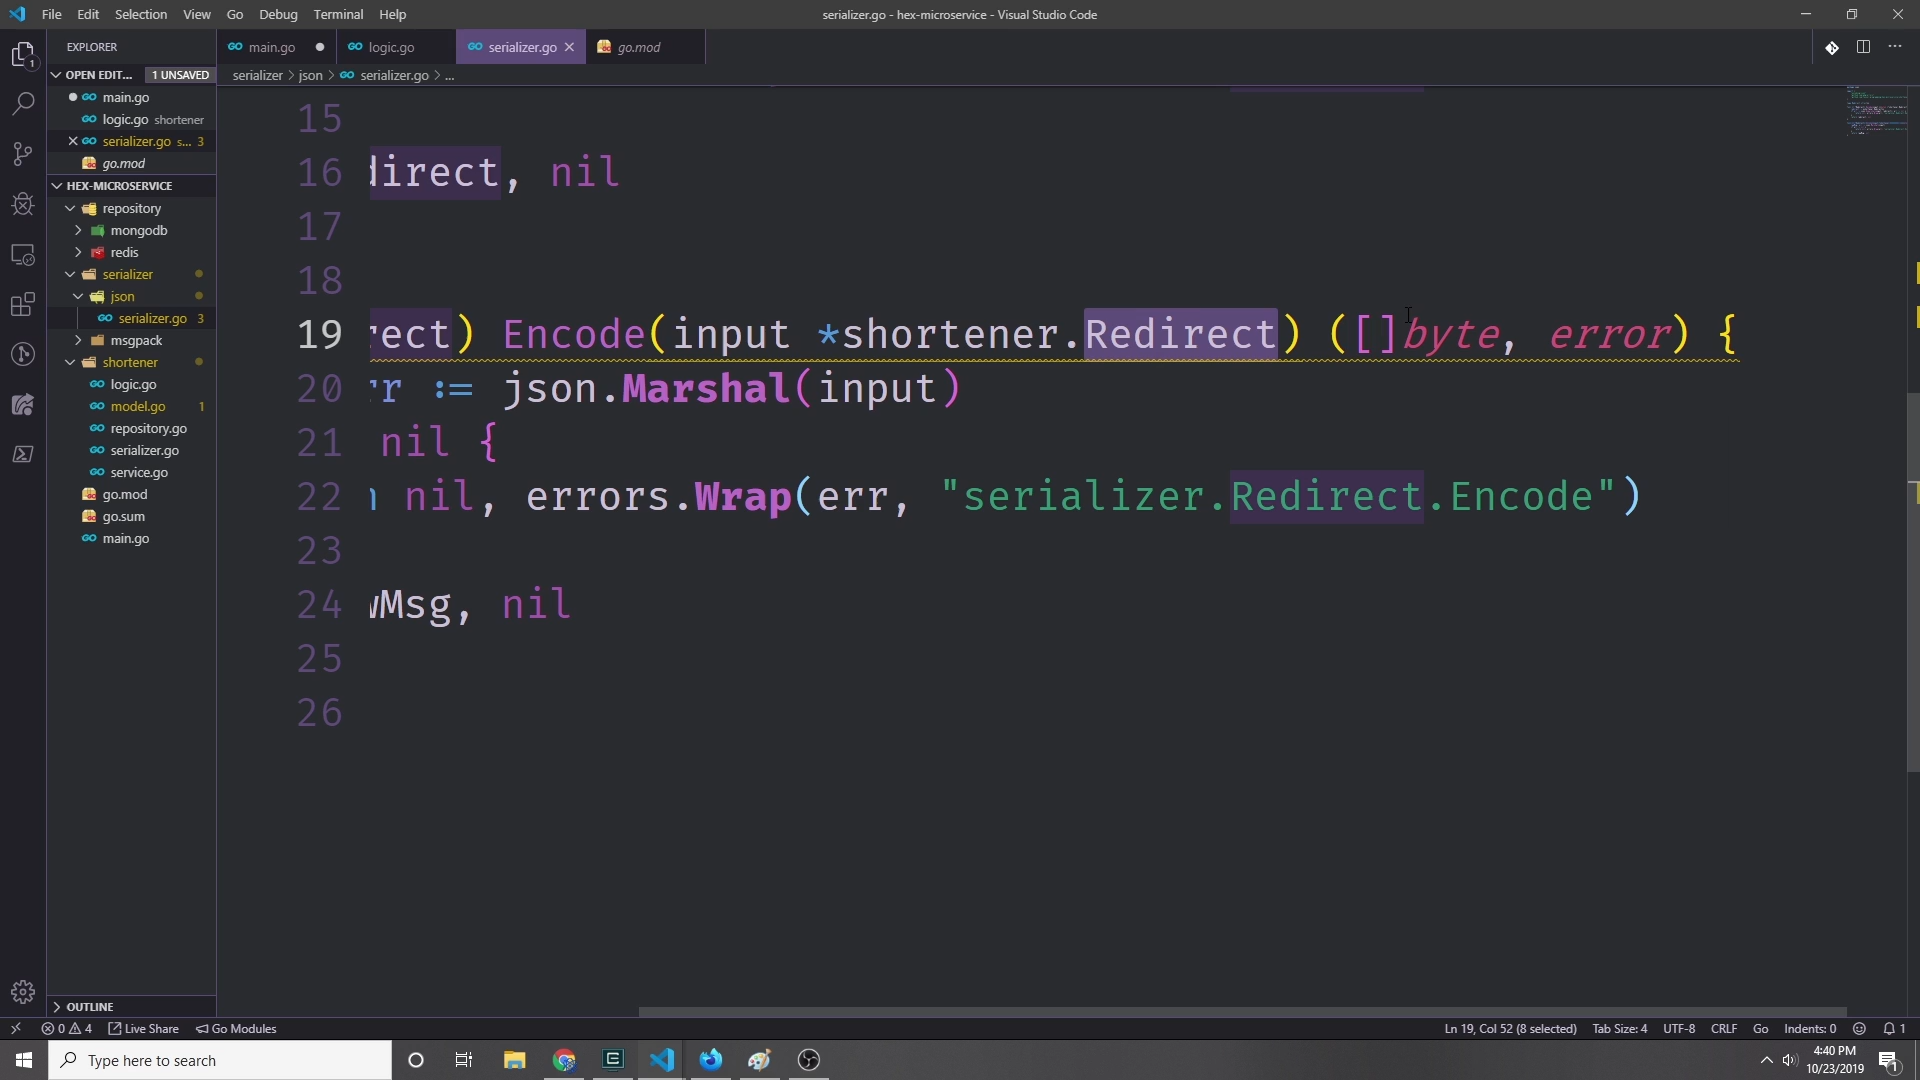 File Edit Selection View Go Debug Terminal Help
serializer.go - hex-microservice - Visual Studio Code
EXPLORER
main.go logic.go serializer.go go.mod
OPEN EDIT... 1 UNSAVED
serializer > json > serializer.go > ...
main.go
logic.go shortener
serializer.go s... 3
go.mod
HEX-MICROSERVICE
repository
mongodb
redis
serializer
json
serializer.go 3
msgpack
shortener
logic.go
model.go 1
repository.go
serializer.go
service.go
go.mod
go.sum
main.go
OUTLINE
15
16 direct, nil
17
18
19 rect) Encode(input *shortener.Redirect) ([]byte, error) {
20 rr := json.Marshal(input)
21 nil {
22 n nil, errors.Wrap(err, "serializer.Redirect.Encode")
23
24 wMsg, nil
25
26
0 4 Live Share Go Modules
Ln 19, Col 52 (8 selected) Tab Size: 4 UTF-8 CRLF Go Indents: 0 1
Type here to search
4:40 PM
10/23/2019